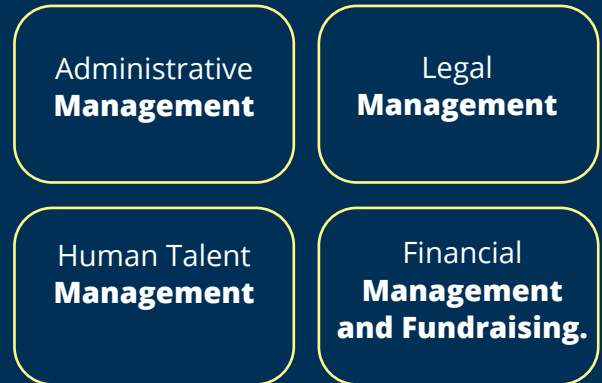 Administrative
Management
Legal
Management
Human Talent
Management
Financial
Management
and Fundraising.